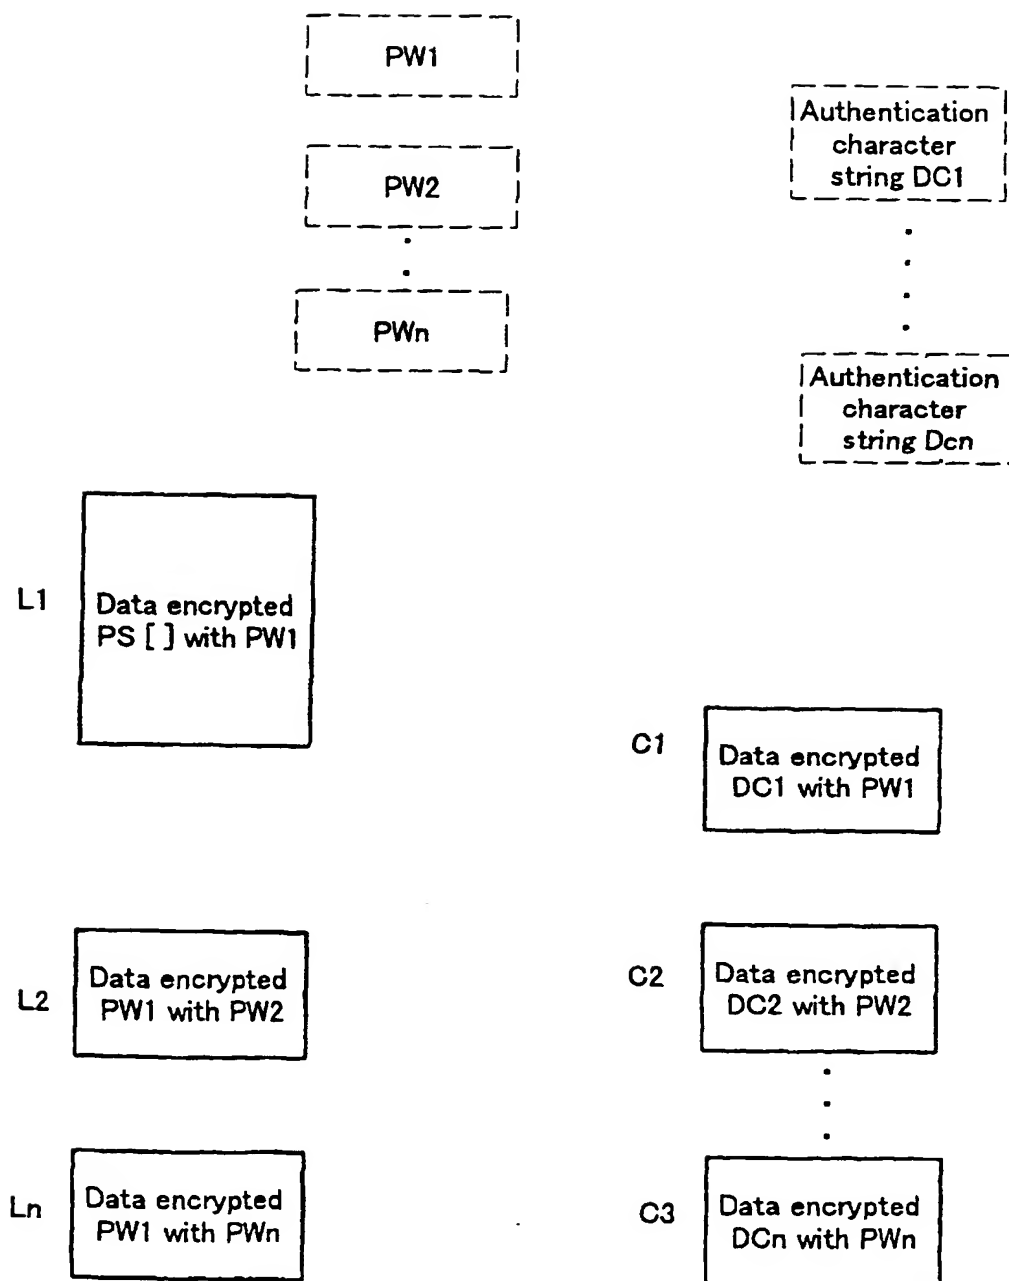 PW1
PW2
PWn
Authentication
character
string DC1
Authentication
character
string Dcn
L1
Data encrypted
PS [ ] with PW1
C1
Data encrypted
DC1 with PW1
L2
Data encrypted
PW1 with PW2
C2
Data encrypted
DC2 with PW2
Ln
Data encrypted
PW1 with PWn
C3
Data encrypted
DCn with PWn